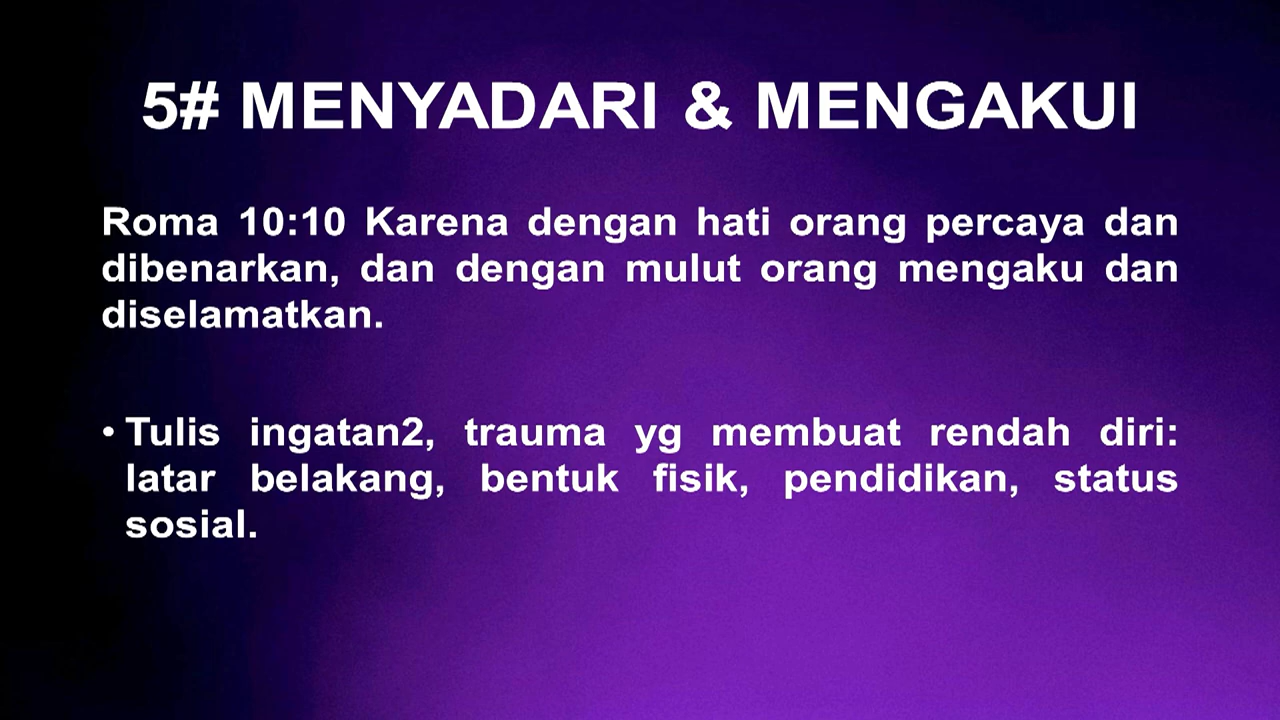 5# MENYADARI & MENGAKUI
Roma 10:10 Karena dengan hati orang percaya dan
dibenarkan, dan dengan mulut orang mengaku dan
diselamatkan.
• Tulis ingatan2, trauma yg membuat rendah diri:
latar belakang, bentuk fisik, pendidikan, status
sosial.